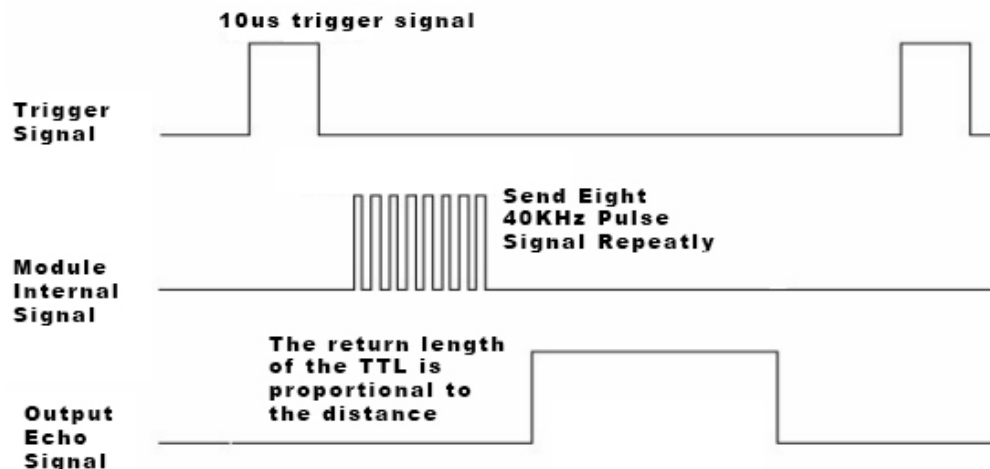 10us trigger signal
Trigger
Signal
Send Eight
40KHz Pulse
Signal Repeatly
Module
Internal
Signal
The return length
of the TTL is
proportional to
the distance
Output
Echo
Signal